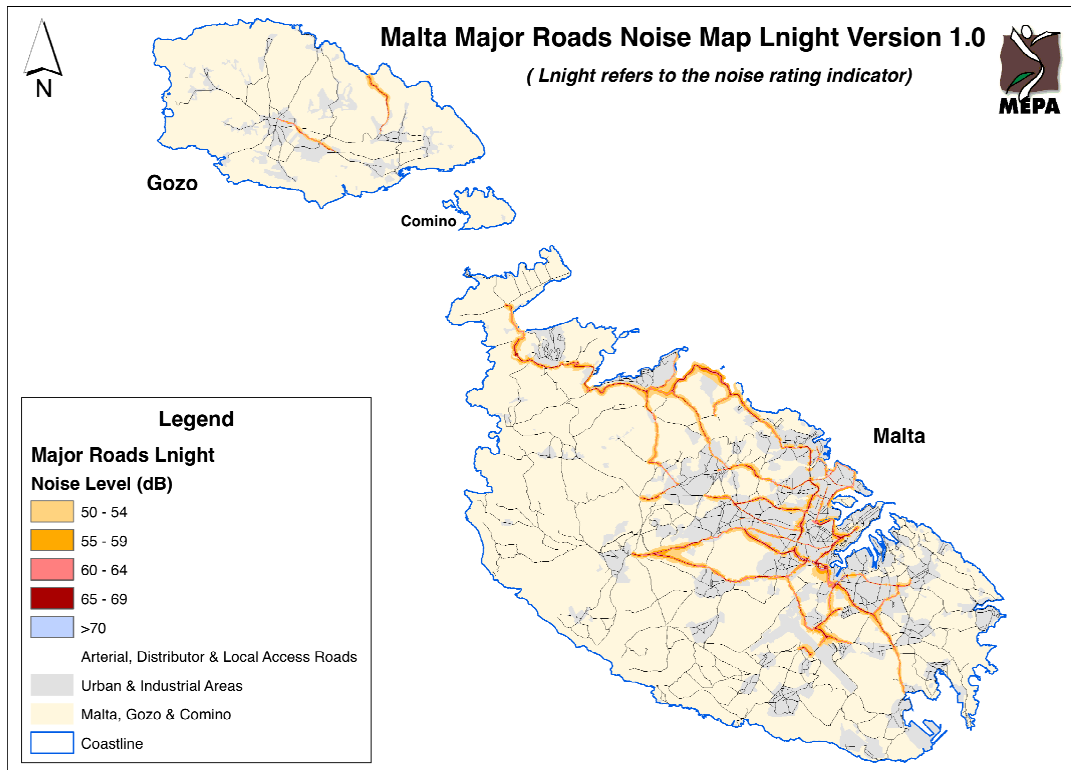 Malta Major Roads Noise Map Lnight Version 1.0
( Lnight refers to the noise rating indicator)
N
MEPA
Gozo
Comino
Malta
Legend
Major Roads Lnight
Noise Level (dB)
50 - 54
55 - 59
60 - 64
65 - 69
>70
Arterial, Distributor & Local Access Roads
Urban & Industrial Areas
Malta, Gozo & Comino
Coastline